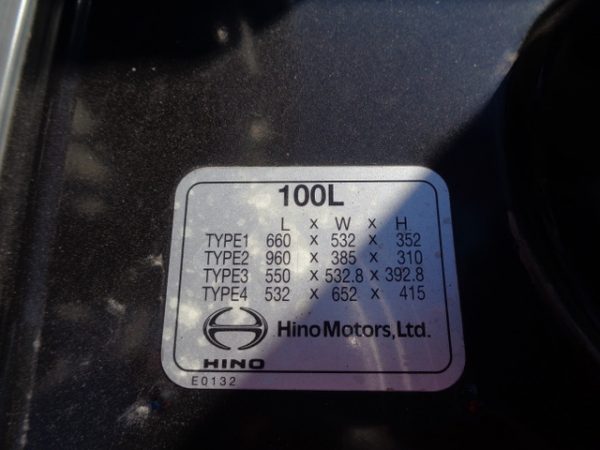 100L
L x W x H
TYPE1 660 x 532 x 352
TYPE2 960 x 385 x 310
TYPE3 550 x 532.8 x 392.8
TYPE4 532 x 652 x 415
Hino Motors, Ltd.
HINO
E0132